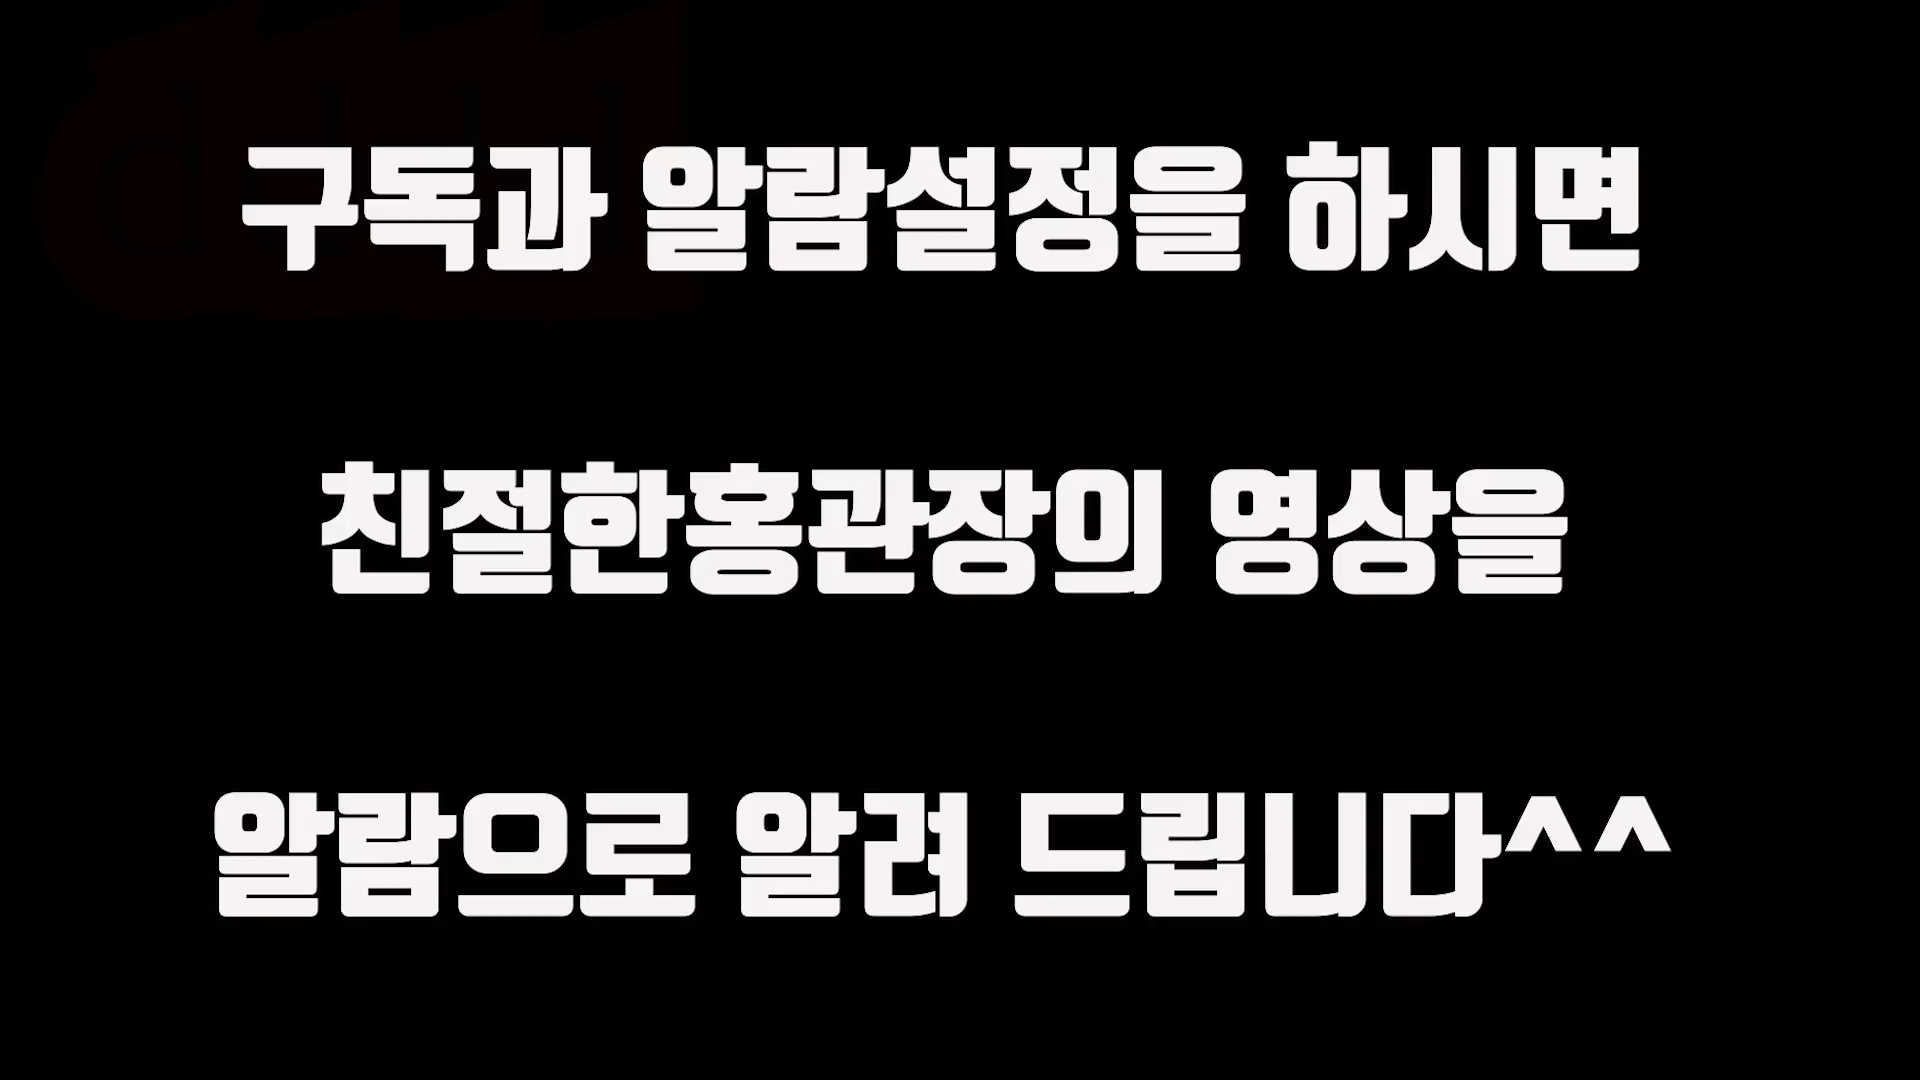 구독과 알람설정을 하시면
친절한홍관장의 영상을
알람으로 알려 드립니다^^